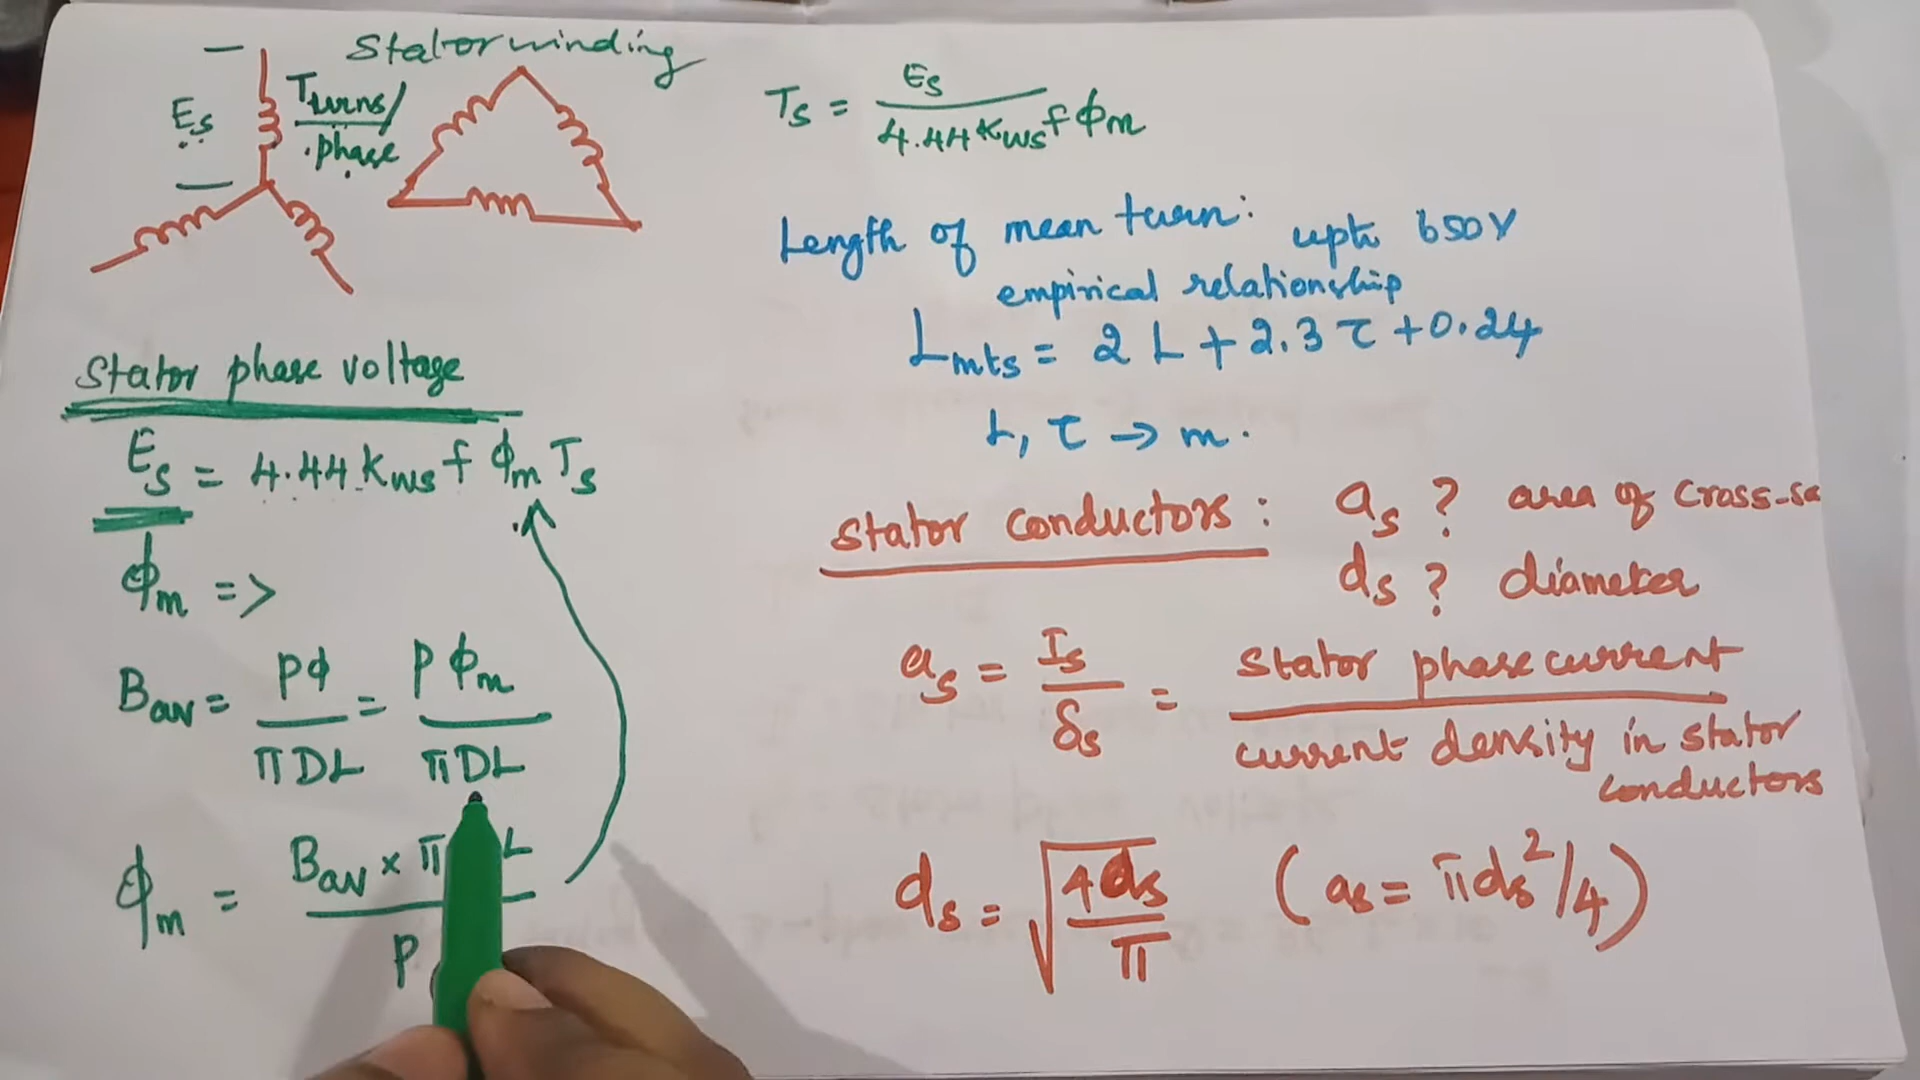 Stator winding
Es
Turns/
phase
Stator phase voltage
Es = 4.44 Kws f ϕm Ts
ϕm =>
Bav = pϕ / πDL = pϕm / πDL
ϕm = Bav × π L / p
Ts = Es / 4.44 Kws f ϕm
Length of mean turn: upto 650V
empirical relationship
Lmts = 2 L + 2.3 τ + 0.24
L, τ → m.
Stator conductors: as ? area of cross-se
ds ? diameter
as = Is / δs = Stator phase current / current density in stator conductors
ds = √(4as / π) (as = πds²/4)